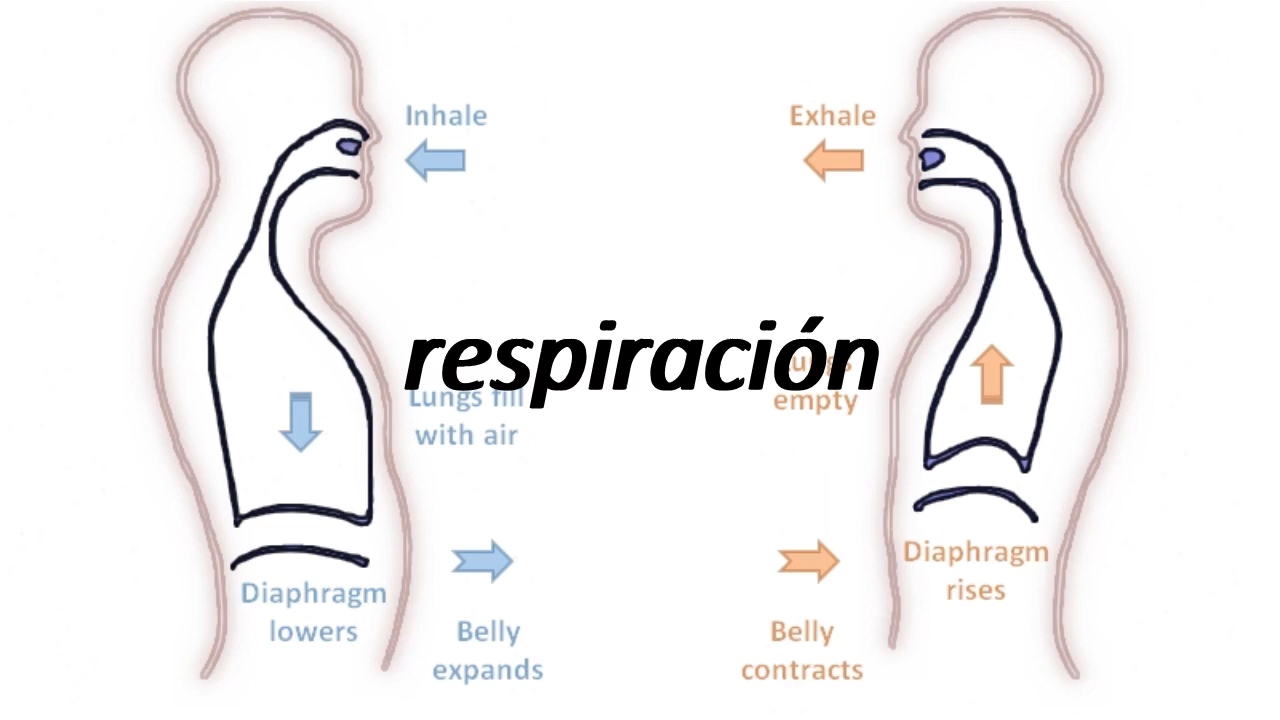 Inhale
Exhale
respiración
Lungs fill
with air
empty
Diaphragm
lowers
Belly
expands
Belly
contracts
Diaphragm
rises